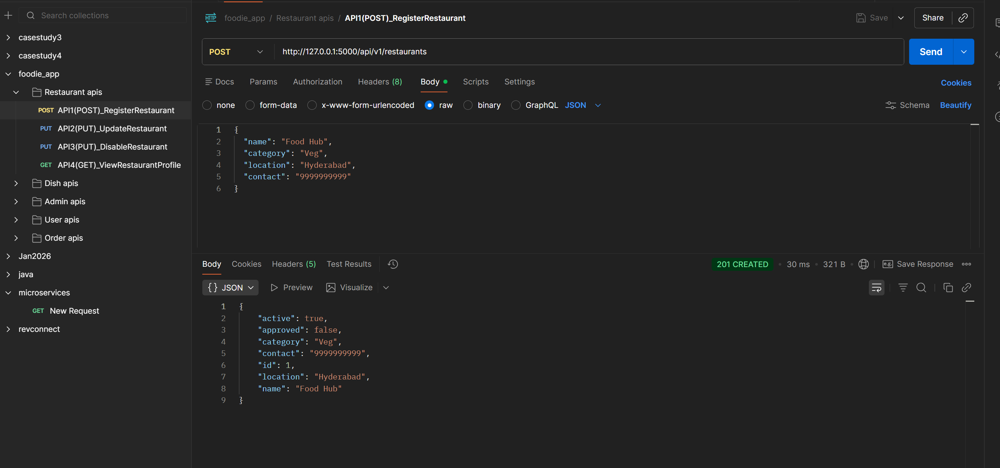 Search collections
casestudy3
casestudy4
foodie_app
Restaurant apis
POST API1(POST)_RegisterRestaurant
PUT API2(PUT)_UpdateRestaurant
PUT API3(PUT)_DisableRestaurant
GET API4(GET)_ViewRestaurantProfile
Dish apis
Admin apis
User apis
Order apis
Jan2026
java
microservices
GET New Request
revconnect
HTTP foodie_app / Restaurant apis / API1(POST)_RegisterRestaurant
Save Share
POST http://127.0.0.1:5000/api/v1/restaurants Send
Docs Params Authorization Headers (8) Body Scripts Settings Cookies
none form-data x-www-form-urlencoded raw binary GraphQL JSON Schema Beautify
1 {
2 "name": "Food Hub",
3 "category": "Veg",
4 "location": "Hyderabad",
5 "contact": "9999999999"
6 }
Body Cookies Headers (5) Test Results 201 CREATED • 30 ms • 321 B • e.g. Save Response
{} JSON Preview Visualize
1 {
2 "active": true,
3 "approved": false,
4 "category": "Veg",
5 "contact": "9999999999",
6 "id": 1,
7 "location": "Hyderabad",
8 "name": "Food Hub"
9 }